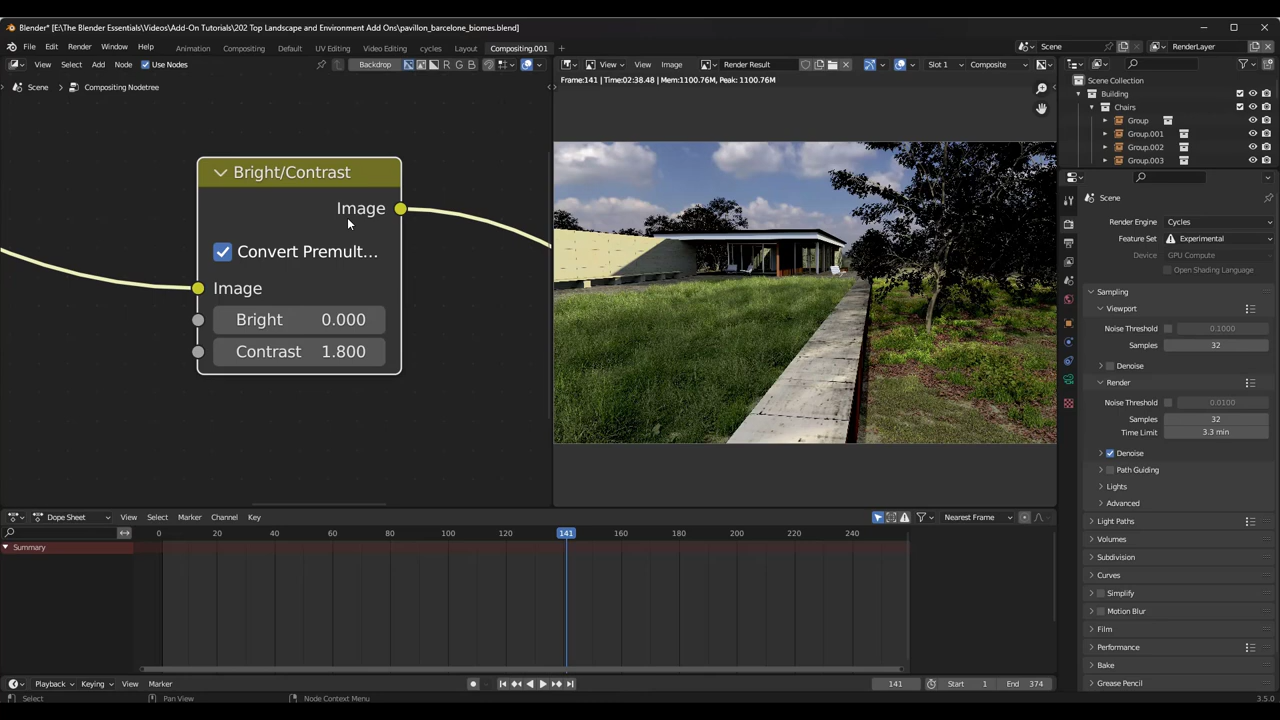 Blender* [E:\The Blender Essentials\Videos\Add-On Tutorials\202 Top Landscape and Environment Add Ons\pavillon_barcelone_biomes.blend]
File Edit Render Window Help Animation Compositing Default UV Editing Video Editing cycles Layout Compositing.001 + Scene RenderLayer
View Select Add Node Use Nodes Backdrop R G B View View Image Render Result Slot 1 Composite
Scene > Compositing Nodetree
Frame:141 | Time:02:38.48 | Mem:1100.76M, Peak: 1100.76M
Scene Collection
Building
Chairs
Group
Group.001
Group.002
Group.003
Bright/Contrast
Image
Convert Premult...
Image
Bright 0.000
Contrast 1.800
Scene
Render Engine Cycles
Feature Set Experimental
Device GPU Compute
Open Shading Language
Sampling
Viewport
Noise Threshold 0.1000
Samples 32
Denoise
Render
Noise Threshold 0.0100
Samples 32
Time Limit 3.3 min
Denoise
Path Guiding
Lights
Advanced
Light Paths
Volumes
Subdivision
Curves
Simplify
Motion Blur
Film
Performance
Bake
Grease Pencil
Dope Sheet View Select Marker Channel Key Nearest Frame
0 20 40 60 80 100 120 141 160 180 200 220 240
Summary
Playback Keying View Marker 141 Start 1 End 374
Select Pan View Node Context Menu 3.5.0